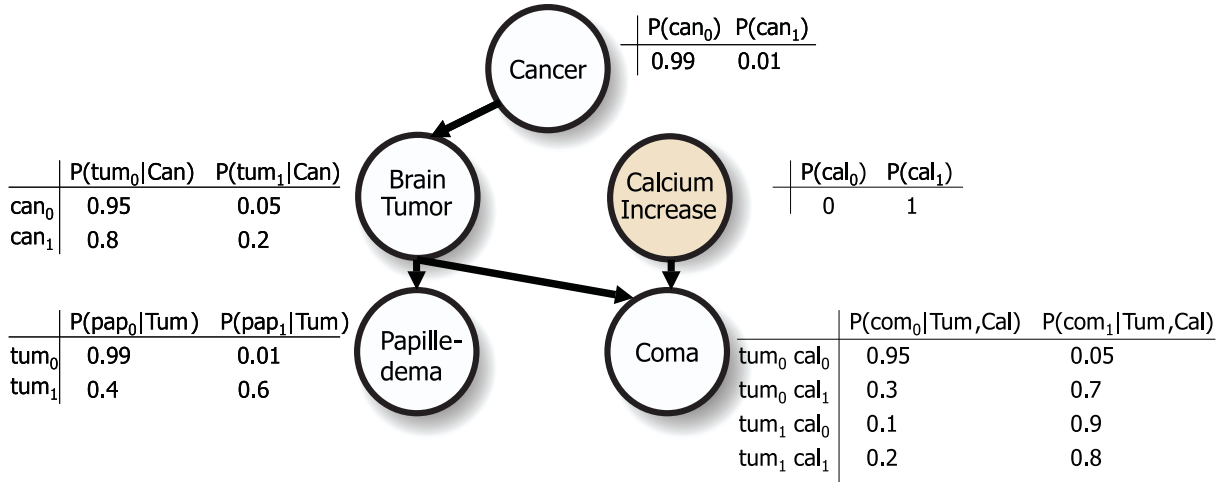 P(can₀) P(can₁)
0.99 0.01
Cancer
P(tum₀|Can) P(tum₁|Can)
can₀ 0.95 0.05
can₁ 0.8 0.2
Brain
Tumor
Calcium
Increase
P(cal₀) P(cal₁)
0 1
P(pap₀|Tum) P(pap₁|Tum)
tum₀ 0.99 0.01
tum₁ 0.4 0.6
Papille-
dema
Coma
P(com₀|Tum,Cal) P(com₁|Tum,Cal)
tum₀ cal₀ 0.95 0.05
tum₀ cal₁ 0.3 0.7
tum₁ cal₀ 0.1 0.9
tum₁ cal₁ 0.2 0.8